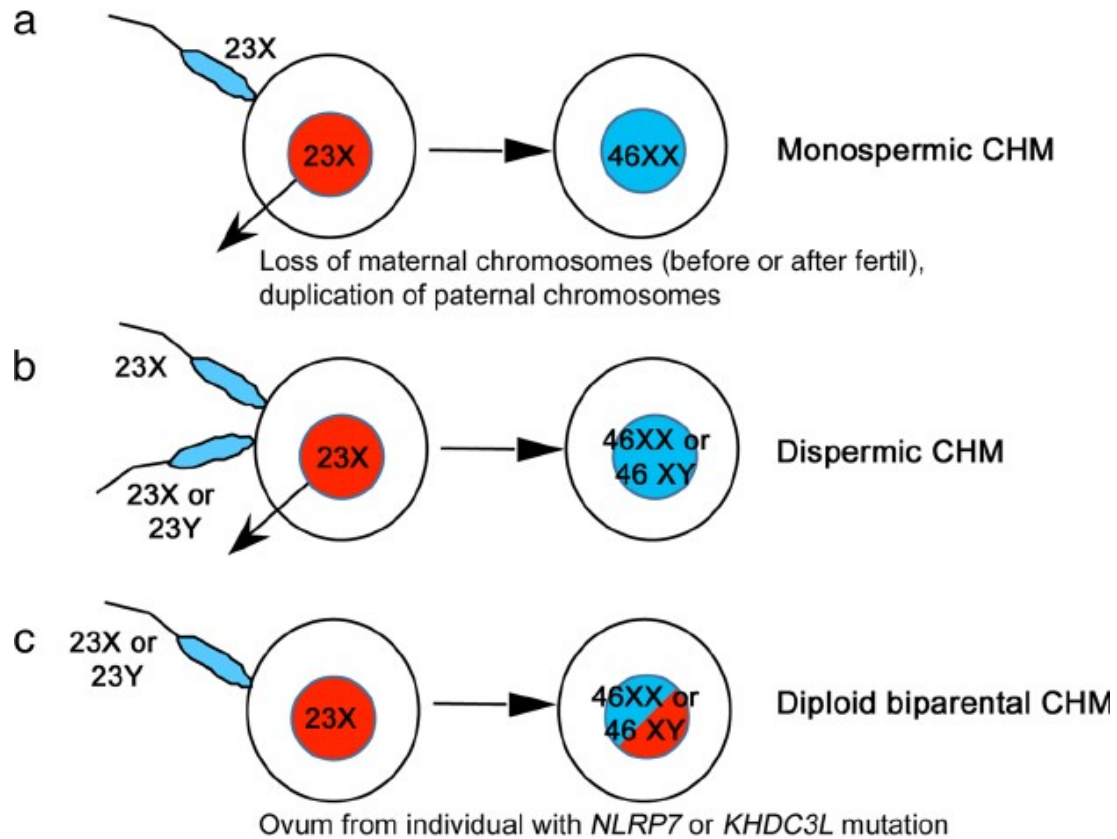 a
23X
23X
46XX
Monospermic CHM
Loss of maternal chromosomes (before or after fertil),
duplication of paternal chromosomes
b
23X
23X or
23Y
23X
46XX or
46 XY
Dispermic CHM
c
23X or
23Y
23X
46XX or
46 XY
Diploid biparental CHM
Ovum from individual with NLRP7 or KHDC3L mutation